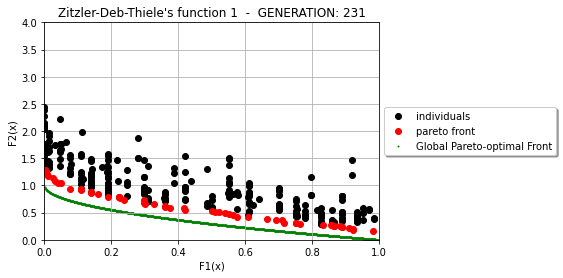 Zitzler-Deb-Thiele's function 1 - GENERATION: 231
4.0
3.5
3.0
2.5
2.0
1.5
1.0
0.5
0.0
F2(x)
0.0 0.2 0.4 0.6 0.8 1.0
F1(x)
individuals
pareto front
Global Pareto-optimal Front